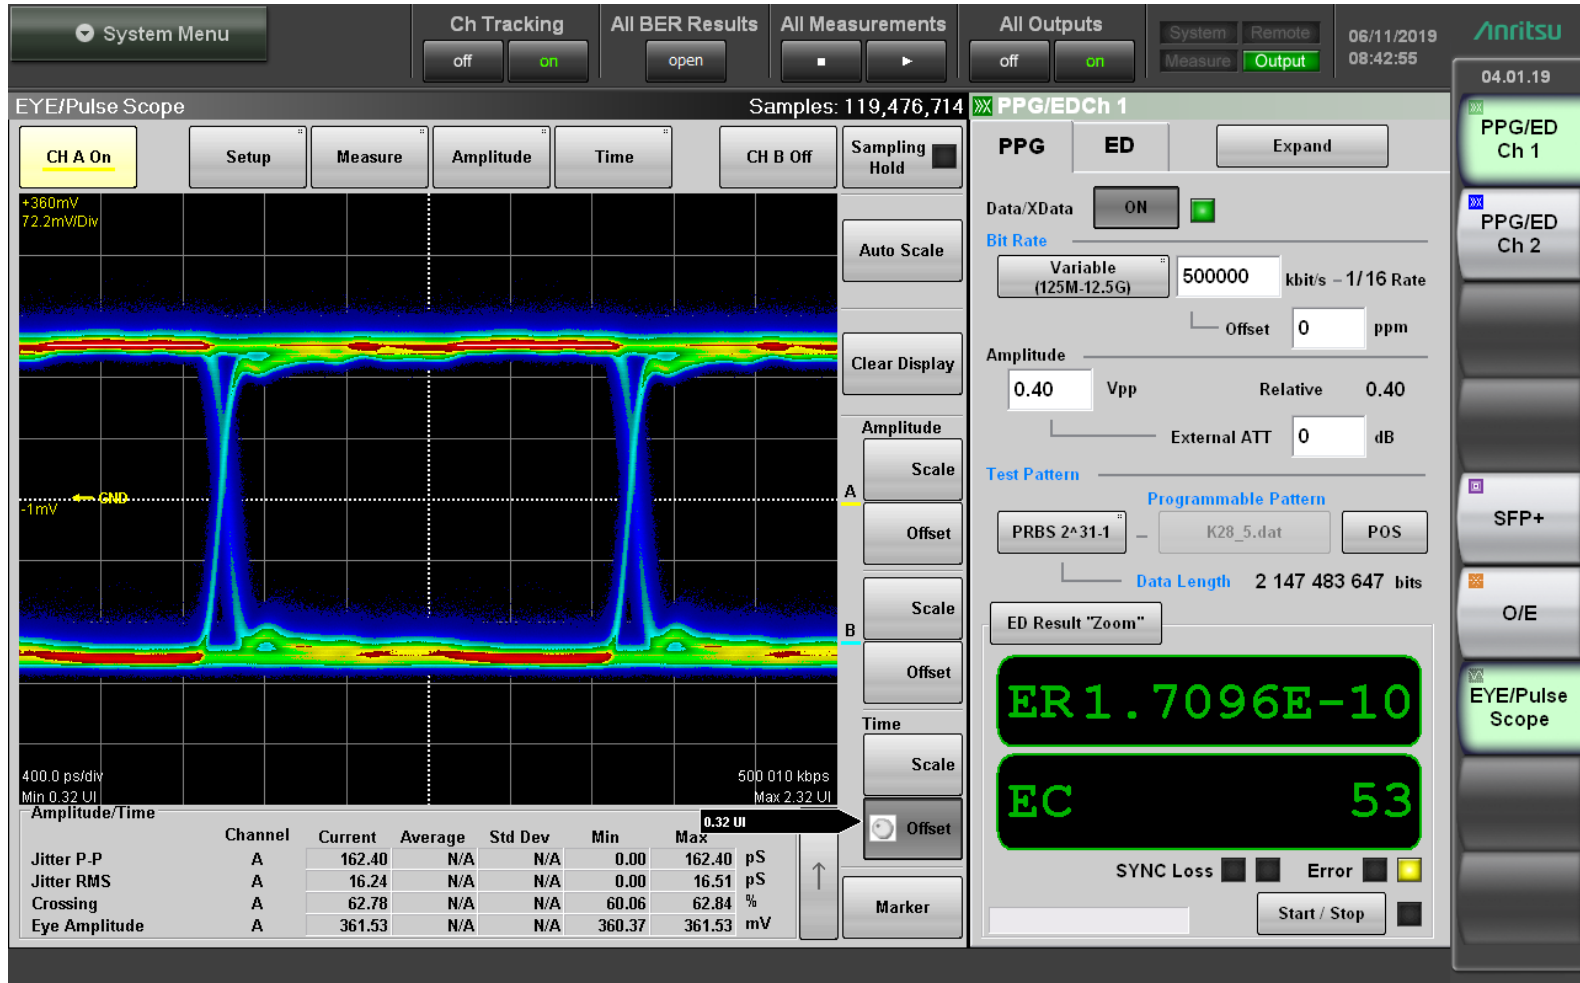 System Menu
Ch Tracking
off on
All BER Results
open
All Measurements
All Outputs
off on
System Remote
Measure Output
06/11/2019
08:42:55
Anritsu
04.01.19
EYE/Pulse Scope
Samples: 119,476,714
CH A On
Setup
Measure
Amplitude
Time
CH B Off
Sampling
Hold
+360mV
72.2mV/Div
GND
-1mV
400.0 ps/div
Min 0.32 UI
500 010 kbps
Max 2.32 UI
Auto Scale
Clear Display
Amplitude
Scale
A
Offset
Scale
B
Offset
Time
Scale
0.32 UI
Offset
Marker
Amplitude/Time
Channel Current Average Std Dev Min Max
Jitter P-P A 162.40 N/A N/A 0.00 162.40 pS
Jitter RMS A 16.24 N/A N/A 0.00 16.51 pS
Crossing A 62.78 N/A N/A 60.06 62.84 %
Eye Amplitude A 361.53 N/A N/A 360.37 361.53 mV
PPG/EDCh 1
PPG ED Expand
Data/XData ON
Bit Rate
Variable
(125M-12.5G)
500000 kbit/s – 1/16 Rate
Offset 0 ppm
Amplitude
0.40 Vpp Relative 0.40
External ATT 0 dB
Test Pattern
Programmable Pattern
PRBS 2^31-1 – K28_5.dat POS
Data Length 2 147 483 647 bits
ED Result "Zoom"
ER 1.7096E-10
EC 53
SYNC Loss Error
Start / Stop
PPG/ED
Ch 1
PPG/ED
Ch 2
SFP+
O/E
EYE/Pulse
Scope